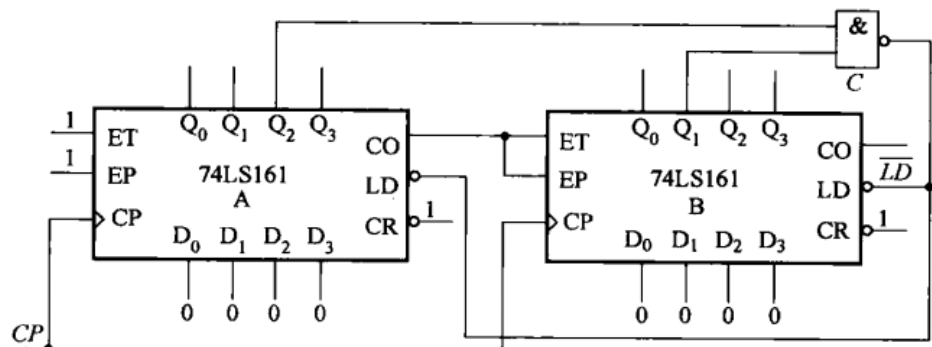 &
C
1 ET Q0 Q1 Q2 Q3 CO
1 EP 74LS161 LD
A
CP CR 1
D0 D1 D2 D3
0 0 0 0
CP
ET Q0 Q1 Q2 Q3 CO
EP 74LS161 LD \overline{LD}
B
CP CR 1
D0 D1 D2 D3
0 0 0 0